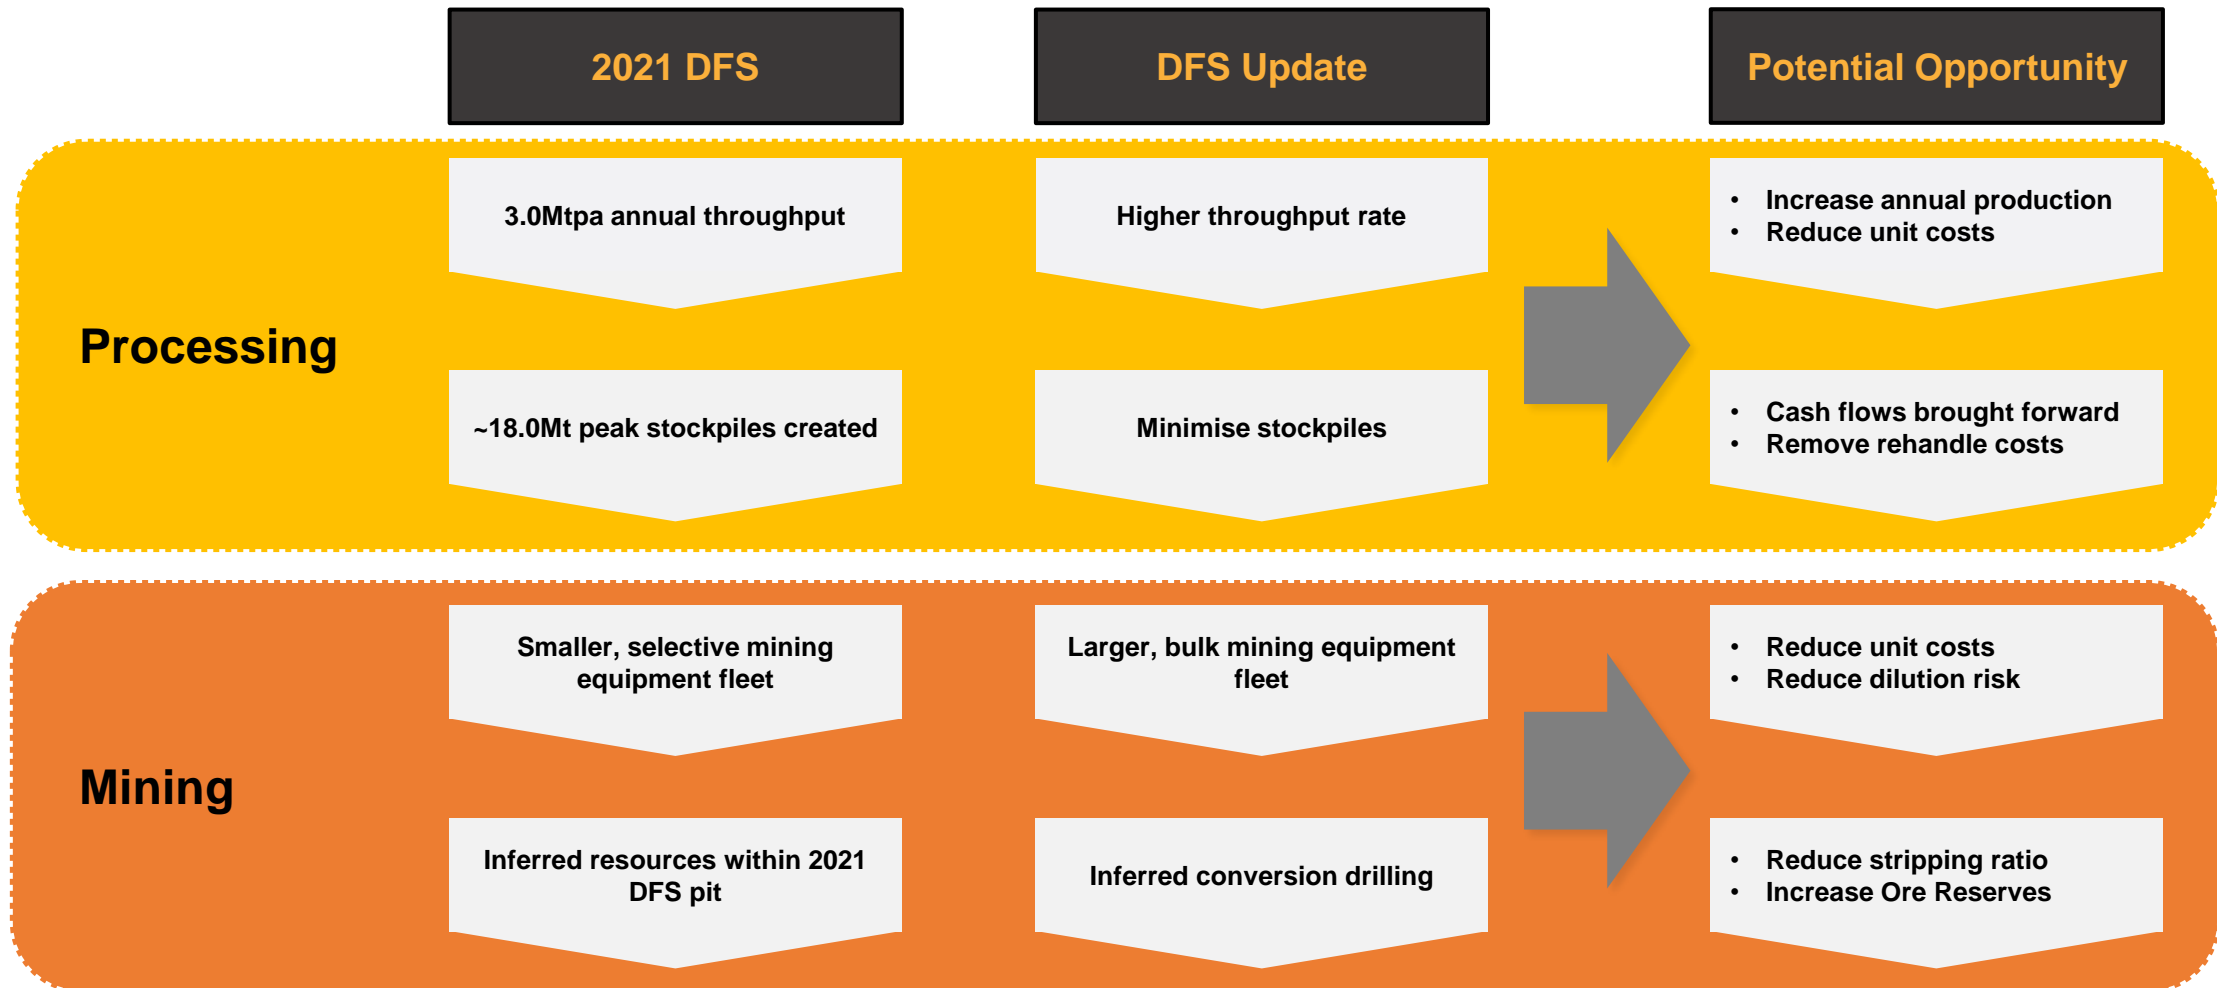 2021 DFS
DFS Update
Potential Opportunity
Processing
3.0Mtpa annual throughput
Higher throughput rate
• Increase annual production
• Reduce unit costs
~18.0Mt peak stockpiles created
Minimise stockpiles
• Cash flows brought forward
• Remove rehandle costs
Mining
Smaller, selective mining
equipment fleet
Larger, bulk mining equipment
fleet
• Reduce unit costs
• Reduce dilution risk
Inferred resources within 2021
DFS pit
Inferred conversion drilling
• Reduce stripping ratio
• Increase Ore Reserves